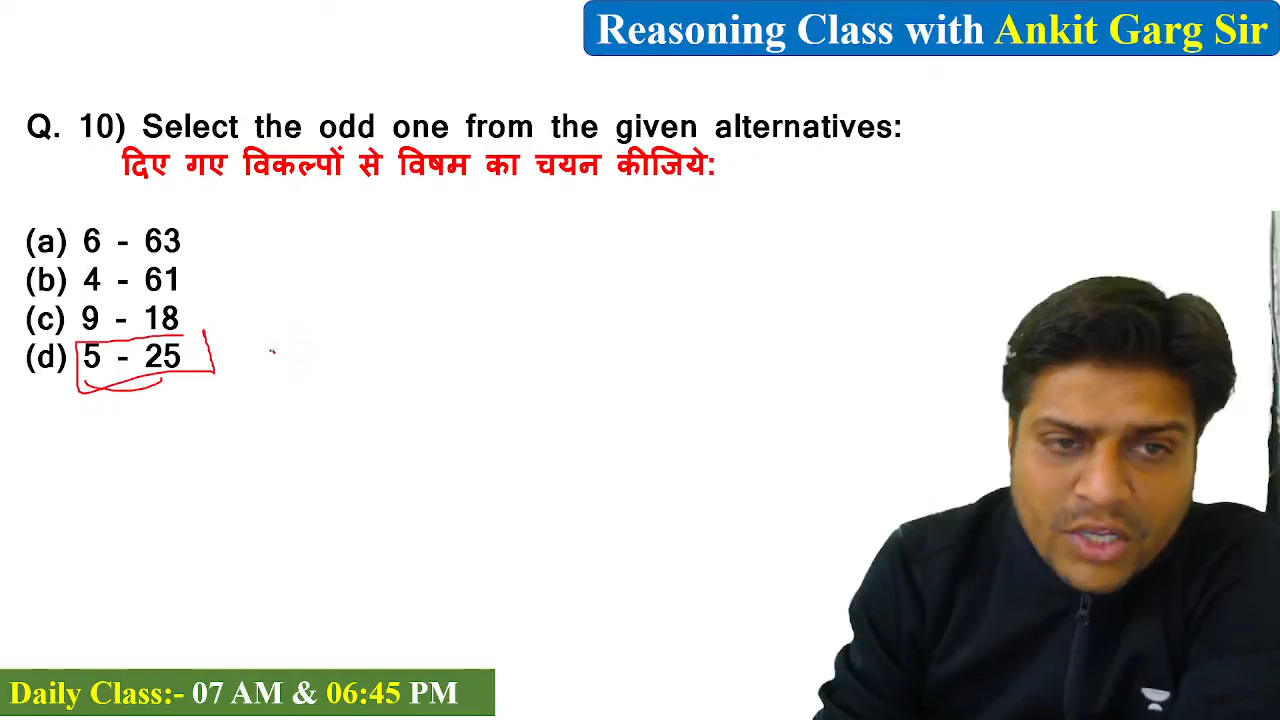 Reasoning Class with Ankit Garg Sir
Q. 10) Select the odd one from the given alternatives:
दिए गए विकल्पों से विषम का चयन कीजिये:
(a) 6 - 63
(b) 4 - 61
(c) 9 - 18
(d) 5 - 25
Daily Class:- 07 AM & 06:45 PM